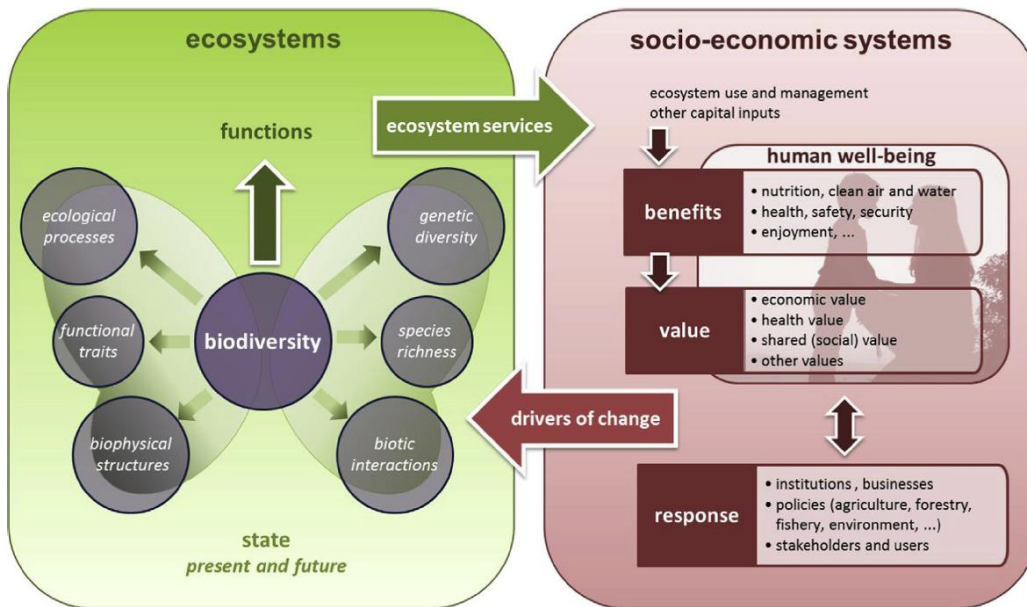 ecosystems
functions
ecological
processes
genetic
diversity
functional
traits
biodiversity
species
richness
biophysical
structures
biotic
interactions
state
present and future
ecosystem services
drivers of change
socio-economic systems
ecosystem use and management
other capital inputs
human well-being
benefits
• nutrition, clean air and water
• health, safety, security
• enjoyment, ...
value
• economic value
• health value
• shared (social) value
• other values
response
• institutions , businesses
• policies (agriculture, forestry,
fishery, environment, ...)
• stakeholders and users